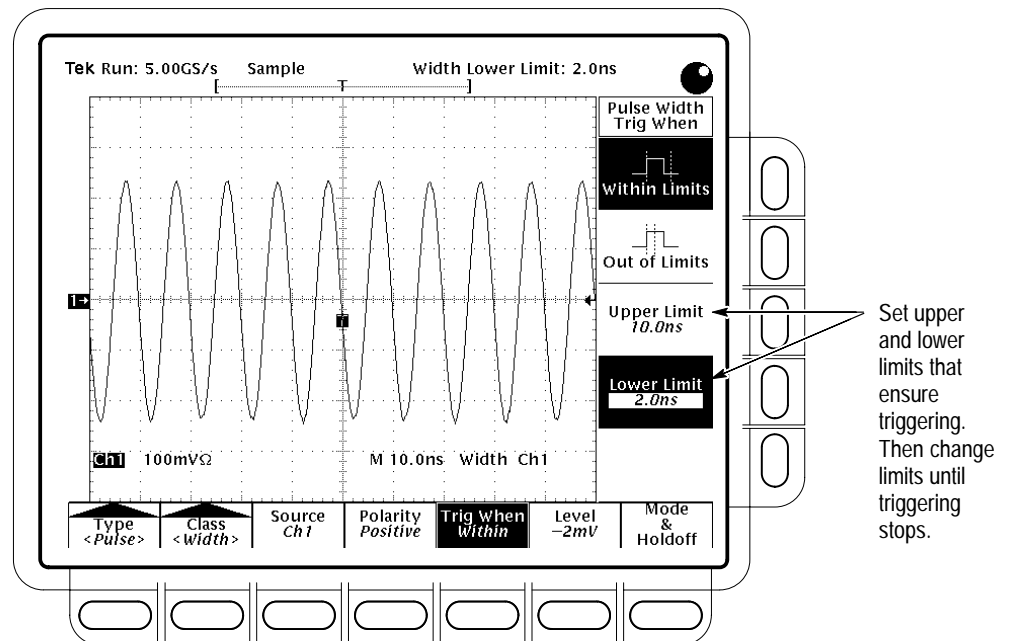 Tek Run: 5.00GS/s Sample Width Lower Limit: 2.0ns
[ T ]
Pulse Width
Trig When
Within Limits
Out of Limits
Upper Limit
10.0ns
Lower Limit
2.0ns
1→
T
Set upper
and lower
limits that
ensure
triggering.
Then change
limits until
triggering
stops.
Ch1 100mVΩ M 10.0ns Width Ch1
Type
<Pulse>
Class
<Width>
Source
Ch1
Polarity
Positive
Trig When
Within
Level
−2mV
Mode
&
Holdoff